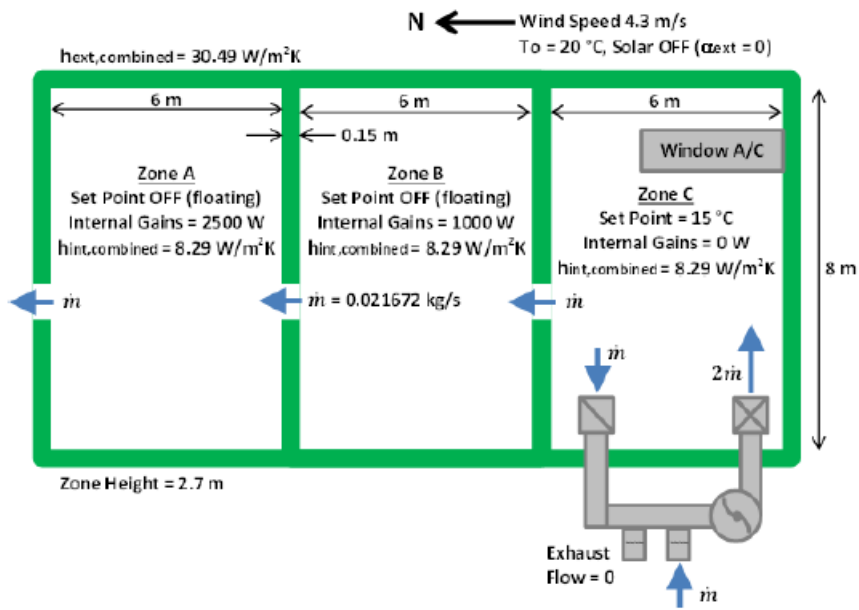 N
Wind Speed 4.3 m/s
To = 20 °C, Solar OFF (αext = 0)
hext,combined = 30.49 W/m²K
6 m
6 m
6 m
0.15 m
Window A/C
Zone A
Set Point OFF (floating)
Internal Gains = 2500 W
hint,combined = 8.29 W/m²K
Zone B
Set Point OFF (floating)
Internal Gains = 1000 W
hint,combined = 8.29 W/m²K
Zone C
Set Point = 15 °C
Internal Gains = 0 W
hint,combined = 8.29 W/m²K
8 m
ṁ
ṁ = 0.021672 kg/s
ṁ
ṁ
2ṁ
Zone Height = 2.7 m
Exhaust
Flow = 0
ṁ